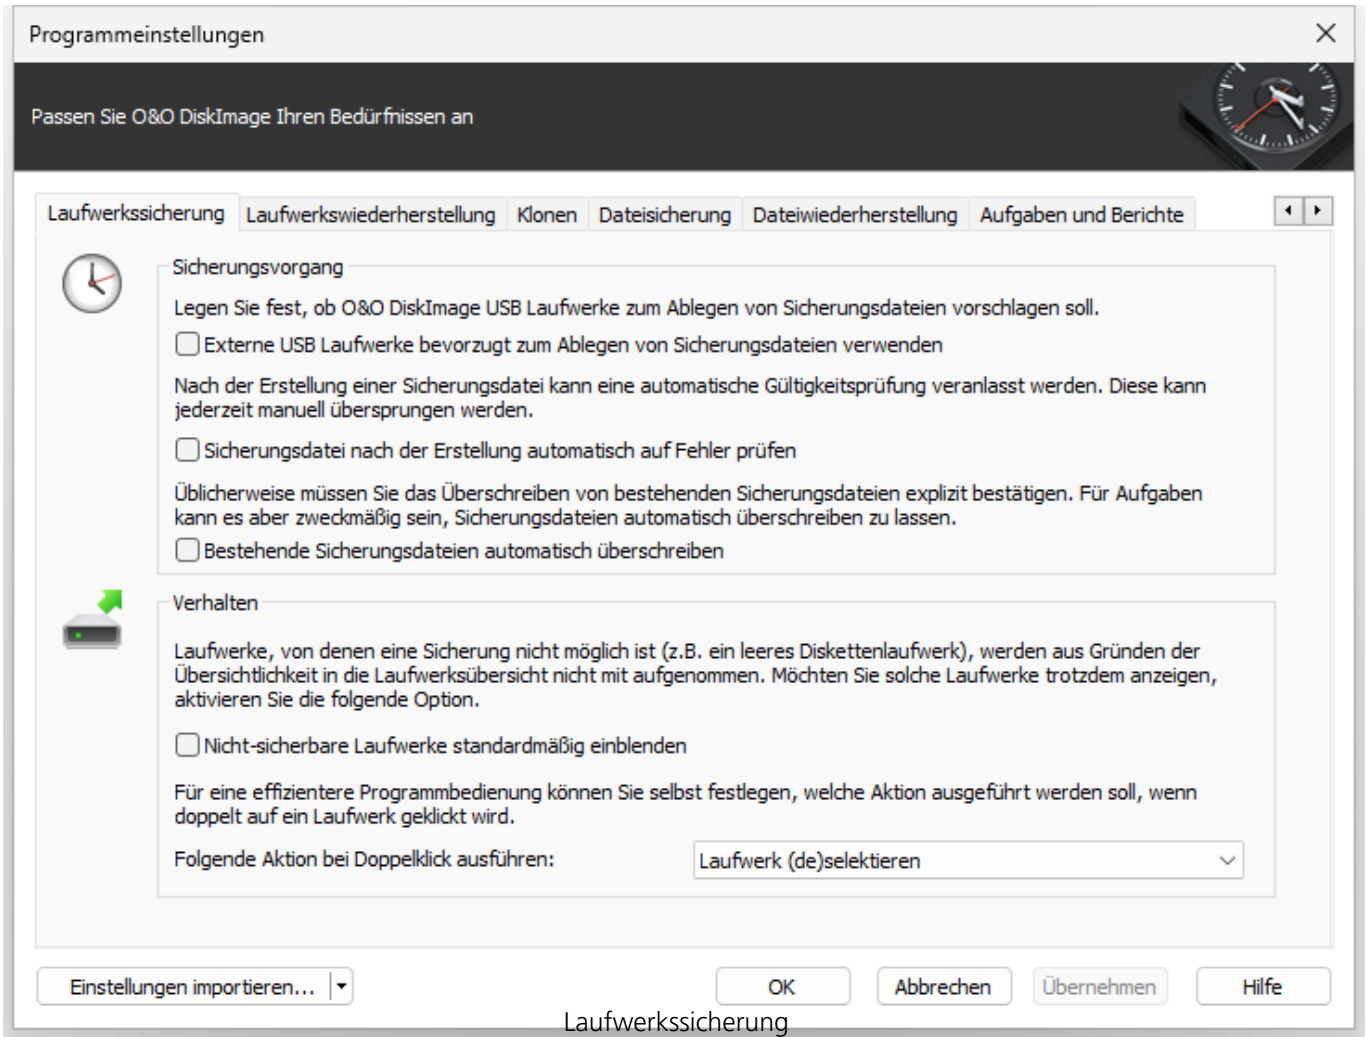 Programmeinstellungen
Passen Sie O&O DiskImage Ihren Bedürfnissen an
Laufwerkssicherung Laufwerkswiederherstellung Klonen Dateisicherung Dateiwiederherstellung Aufgaben und Berichte
Sicherungsvorgang
Legen Sie fest, ob O&O DiskImage USB Laufwerke zum Ablegen von Sicherungsdateien vorschlagen soll.
Externe USB Laufwerke bevorzugt zum Ablegen von Sicherungsdateien verwenden
Nach der Erstellung einer Sicherungsdatei kann eine automatische Gültigkeitsprüfung veranlasst werden. Diese kann
jederzeit manuell übersprungen werden.
Sicherungsdatei nach der Erstellung automatisch auf Fehler prüfen
Üblicherweise müssen Sie das Überschreiben von bestehenden Sicherungsdateien explizit bestätigen. Für Aufgaben
kann es aber zweckmäßig sein, Sicherungsdateien automatisch überschreiben zu lassen.
Bestehende Sicherungsdateien automatisch überschreiben
Verhalten
Laufwerke, von denen eine Sicherung nicht möglich ist (z.B. ein leeres Diskettenlaufwerk), werden aus Gründen der
Übersichtlichkeit in die Laufwerksübersicht nicht mit aufgenommen. Möchten Sie solche Laufwerke trotzdem anzeigen,
aktivieren Sie die folgende Option.
Nicht-sicherbare Laufwerke standardmäßig einblenden
Für eine effizientere Programmbedienung können Sie selbst festlegen, welche Aktion ausgeführt werden soll, wenn
doppelt auf ein Laufwerk geklickt wird.
Folgende Aktion bei Doppelklick ausführen: Laufwerk (de)selektieren
Einstellungen importieren... OK Abbrechen Übernehmen Hilfe
Laufwerkssicherung